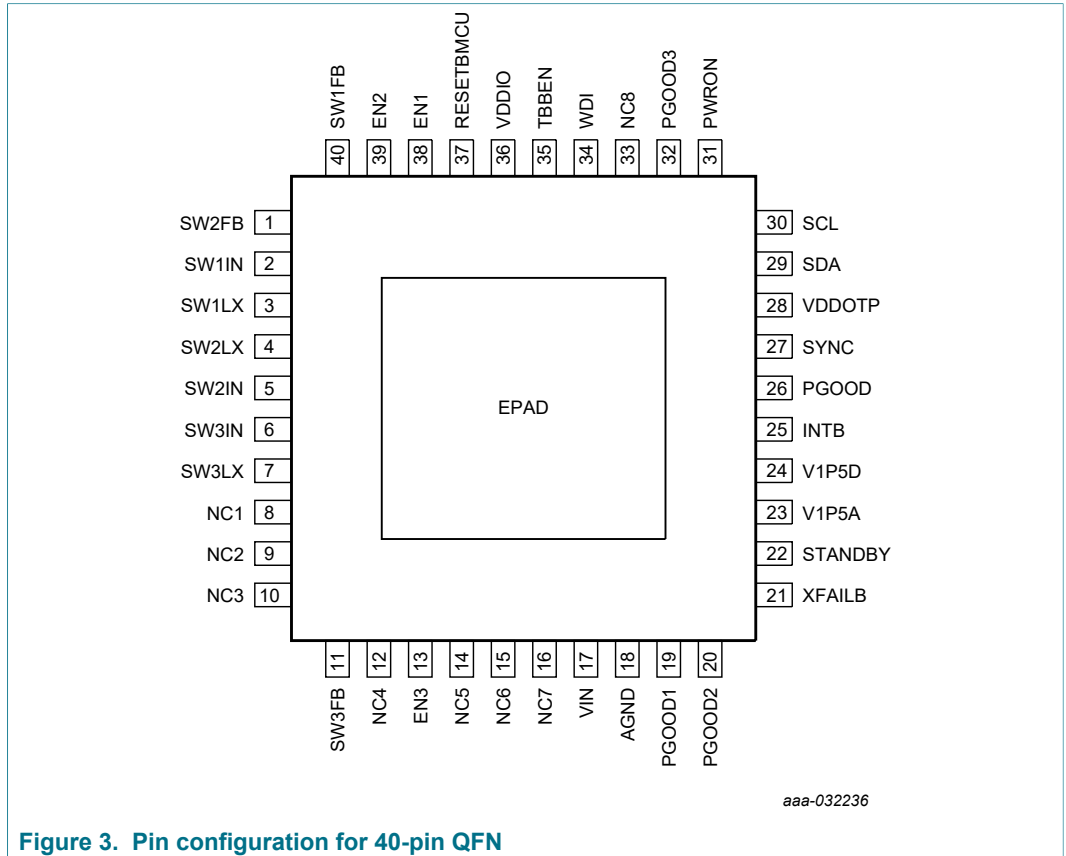 SW1FB
EN2
EN1
RESETBMCU
VDDIO
TBBEN
WDI
NC8
PGOOD3
PWRON
40
39
38
37
36
35
34
33
32
31
SW2FB 1
SW1IN 2
SW1LX 3
SW2LX 4
SW2IN 5
SW3IN 6
SW3LX 7
NC1 8
NC2 9
NC3 10
EPAD
30 SCL
29 SDA
28 VDDOTP
27 SYNC
26 PGOOD
25 INTB
24 V1P5D
23 V1P5A
22 STANDBY
21 XFAILB
11
12
13
14
15
16
17
18
19
20
SW3FB
NC4
EN3
NC5
NC6
NC7
VIN
AGND
PGOOD1
PGOOD2
aaa-032236
Figure 3. Pin configuration for 40-pin QFN